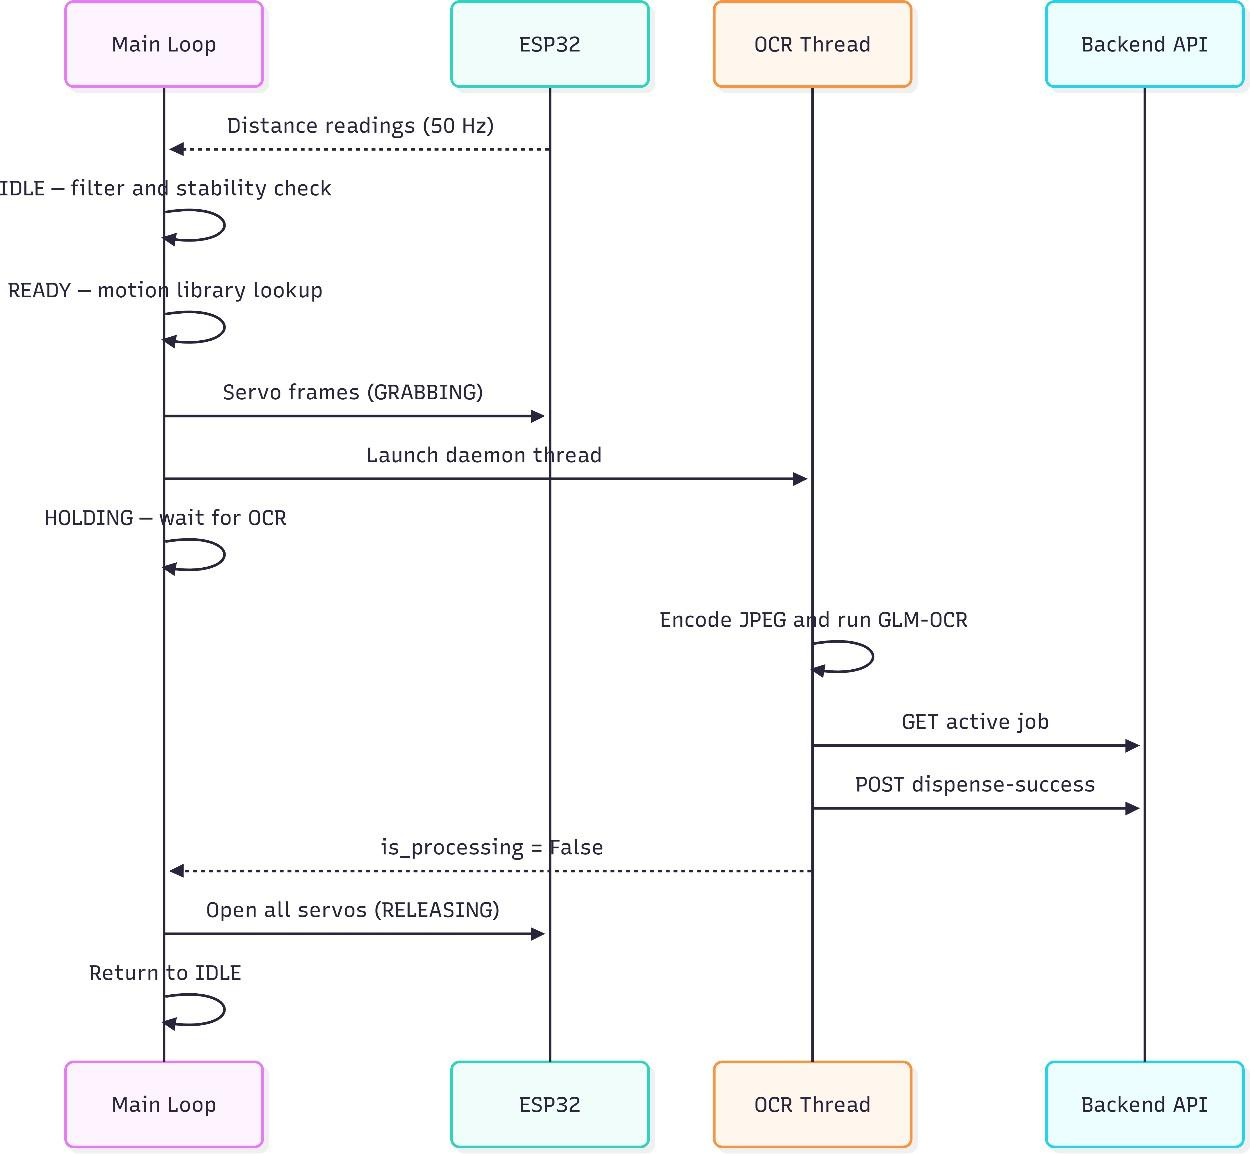 Main Loop
ESP32
OCR Thread
Backend API
Distance readings (50 Hz)
IDLE – filter and stability check
READY – motion library lookup
Servo frames (GRABBING)
Launch daemon thread
HOLDING – wait for OCR
Encode JPEG and run GLM-OCR
GET active job
POST dispense-success
is_processing = False
Open all servos (RELEASING)
Return to IDLE
Main Loop
ESP32
OCR Thread
Backend API